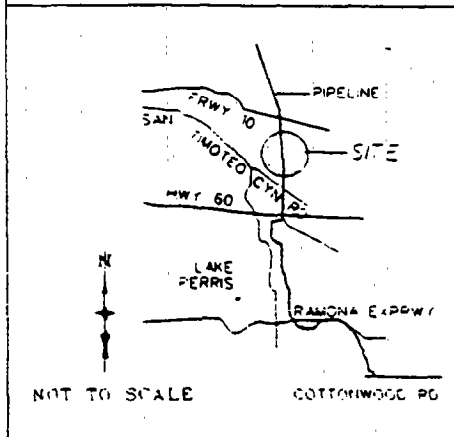 PIPELINE
FRWY 10
SAN TIMOTEO CYN RD
SITE
HWY 60
N
LAKE
PERRIS
RAMONA EXPRWY
NOT TO SCALE
COTTONWOOD RD